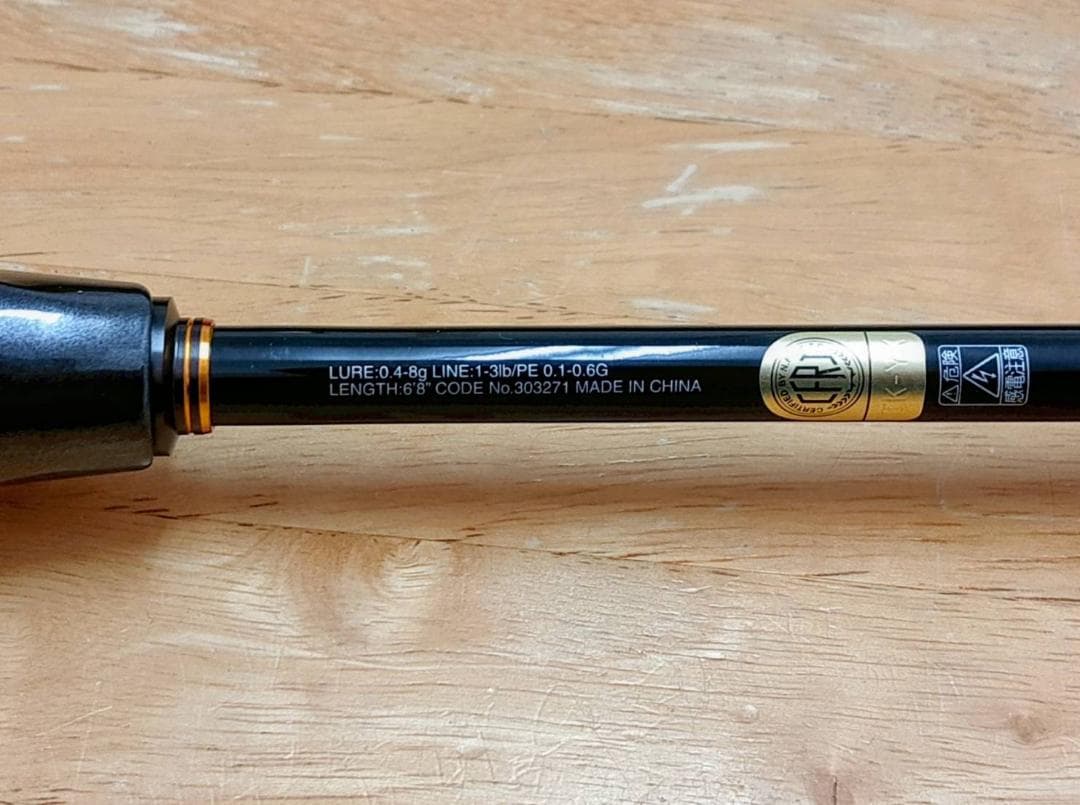 LURE:0.4-8g LINE:1-3lb/PE 0.1-0.6G
LENGTH:6'8" CODE No.303271 MADE IN CHINA
CERTIFIED
危険
感電注意